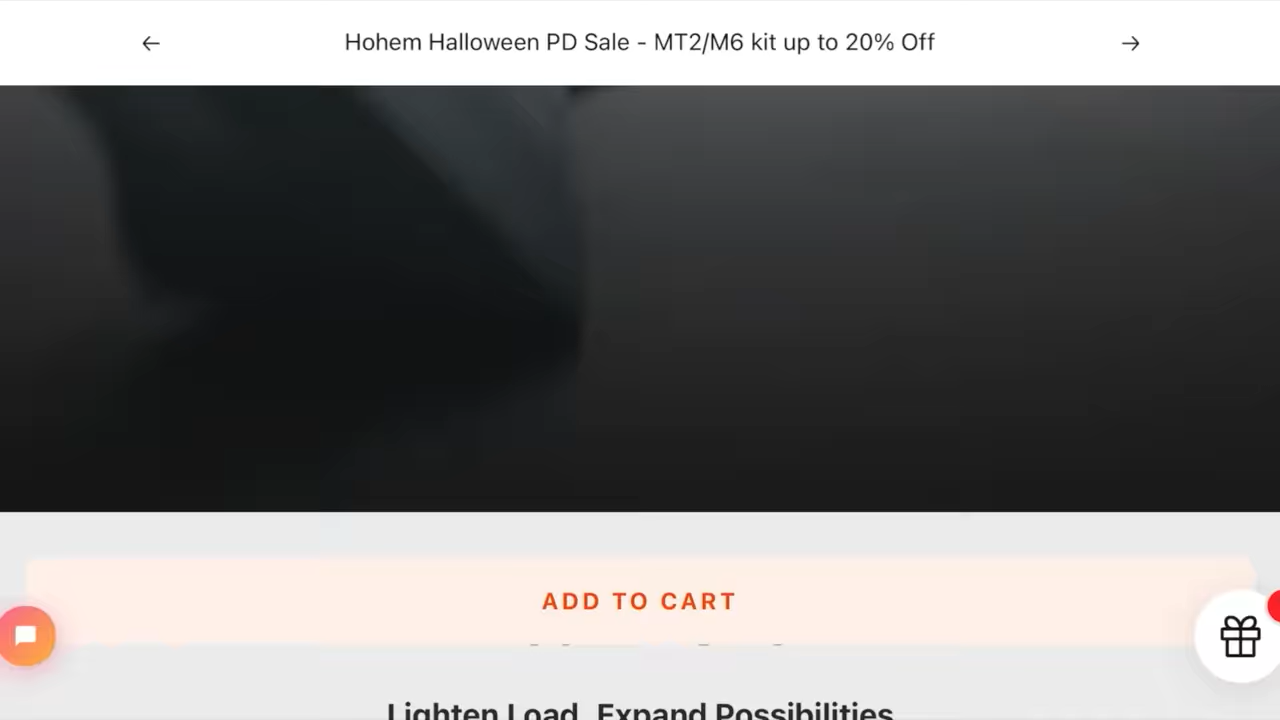 Hohem Halloween PD Sale - MT2/M6 kit up to 20% Off
ADD TO CART
Lighten Load, Expand Possibilities